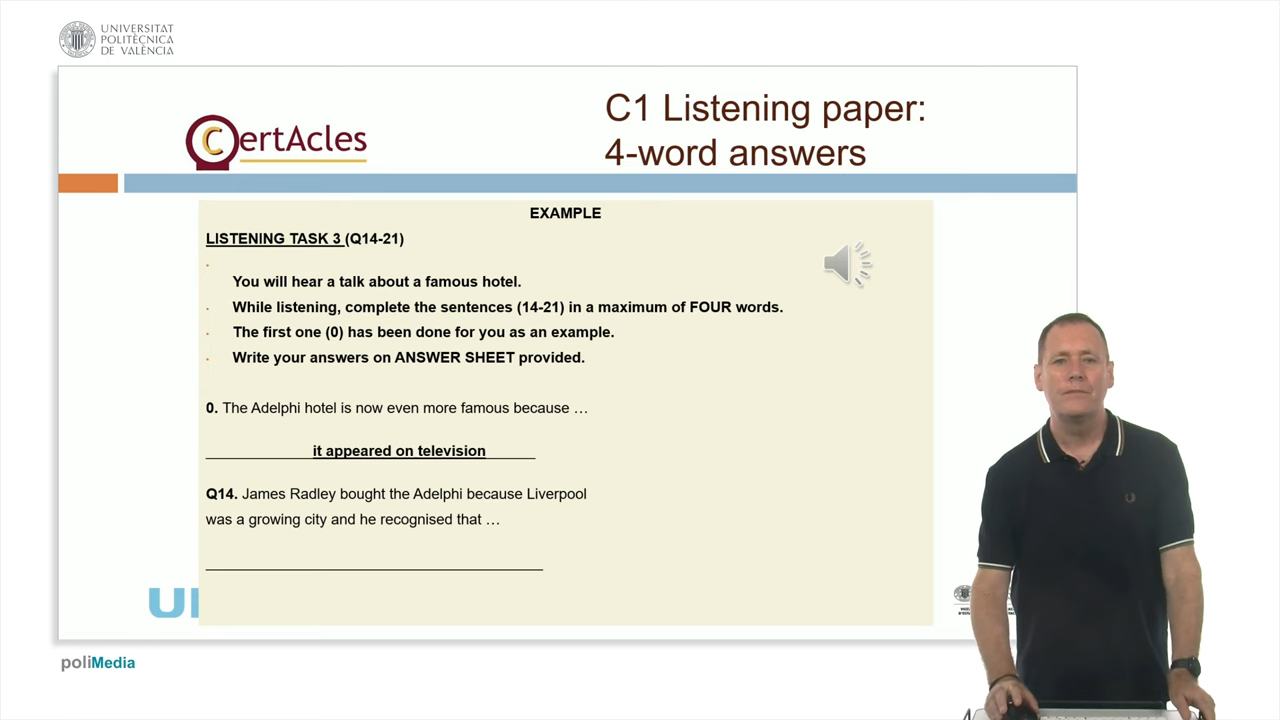 UNIVERSITAT
POLITÈCNICA
DE VALÈNCIA
CertAcles
C1 Listening paper:
4-word answers
EXAMPLE
LISTENING TASK 3 (Q14-21)
You will hear a talk about a famous hotel.
While listening, complete the sentences (14-21) in a maximum of FOUR words.
The first one (0) has been done for you as an example.
Write your answers on ANSWER SHEET provided.
0. The Adelphi hotel is now even more famous because …
it appeared on television
Q14. James Radley bought the Adelphi because Liverpool
was a growing city and he recognised that …
poliMedia